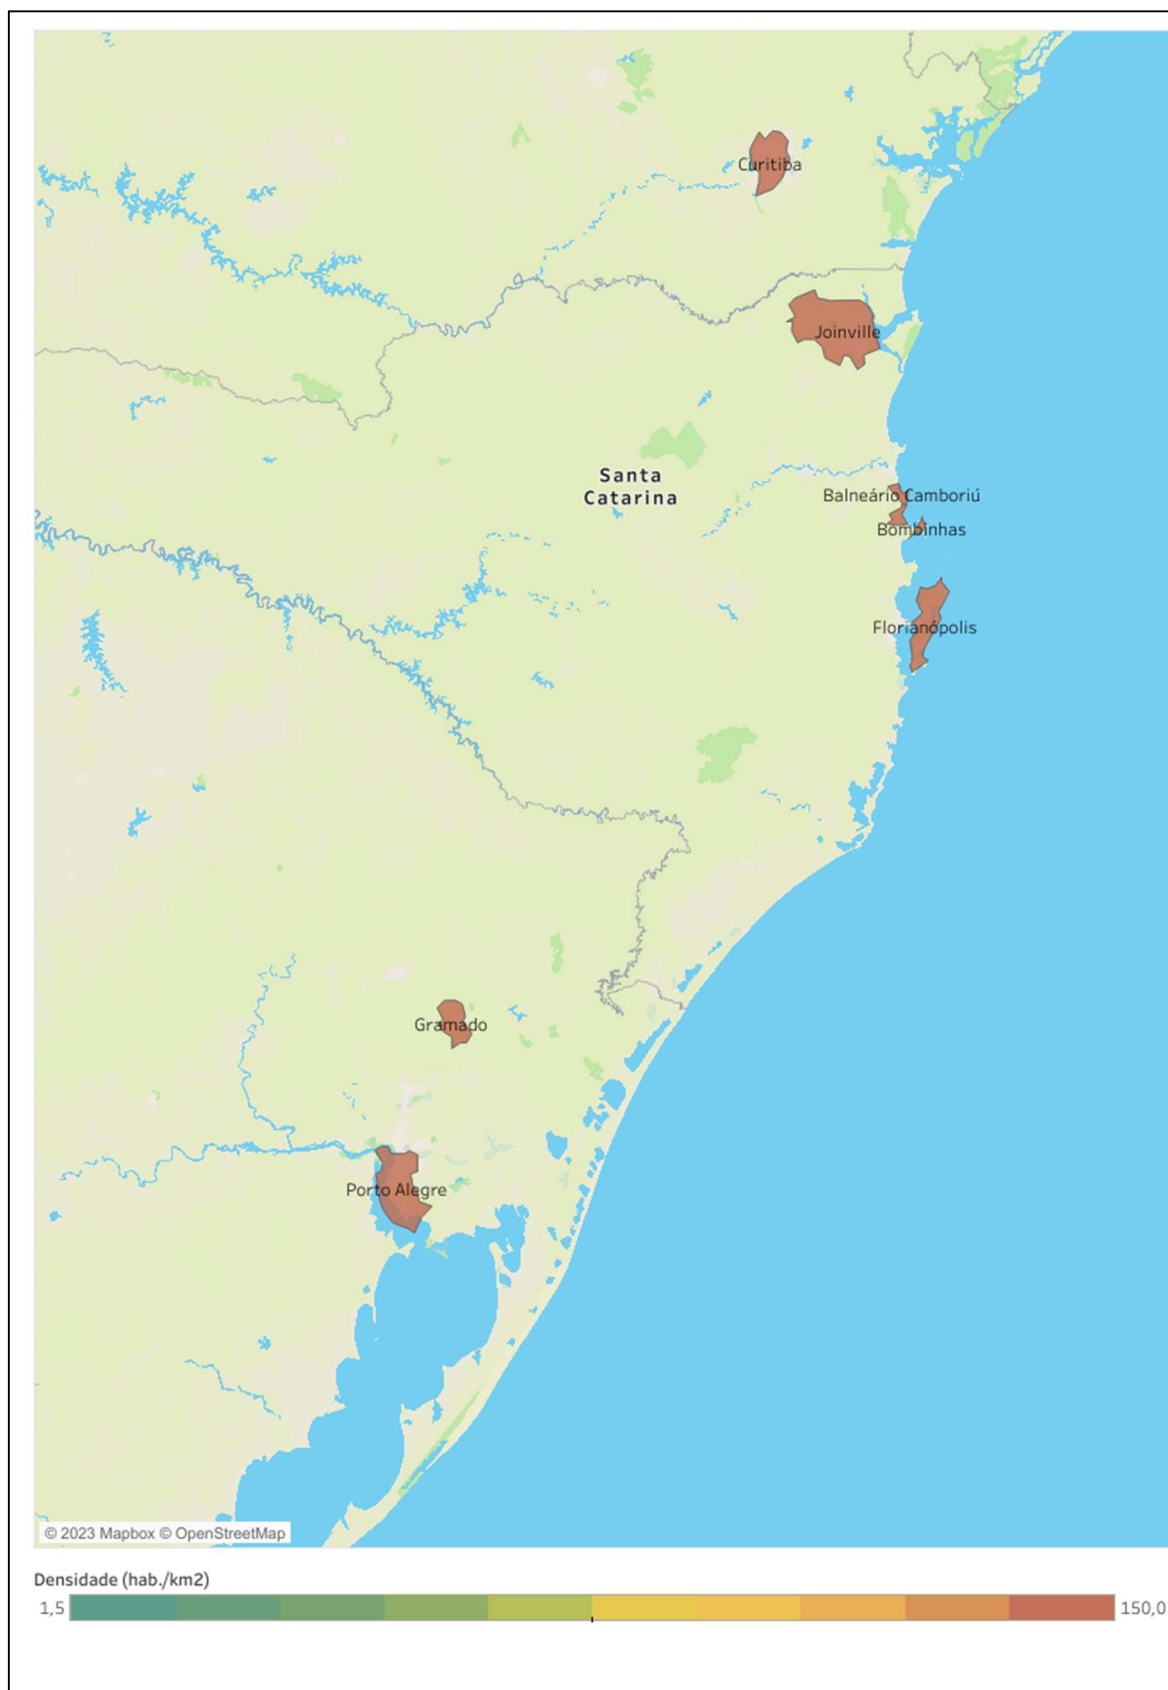 Curitiba
Joinville
Santa
Catarina
Balneário Camboriú
Bombinhas
Florianópolis
Gramado
Porto Alegre
© 2023 Mapbox © OpenStreetMap
Densidade (hab./km2)
1,5
150,0